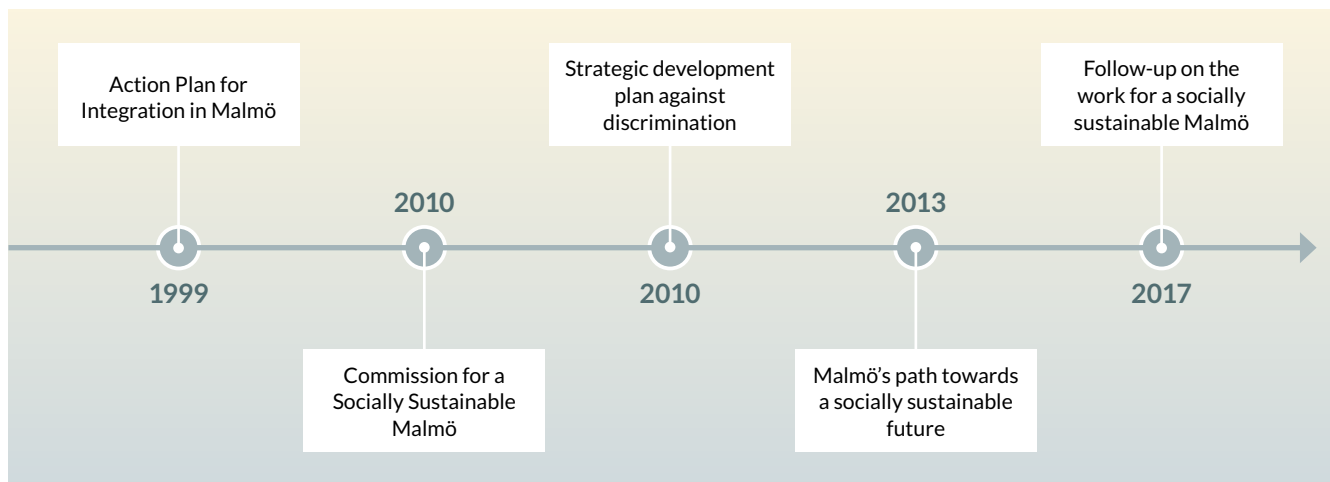 Action Plan for
Integration in Malmö
1999
2010
Commission for a
Socially Sustainable
Malmö
Strategic development
plan against
discrimination
2010
2013
Malmö’s path towards
a socially sustainable
future
Follow-up on the
work for a socially
sustainable Malmö
2017